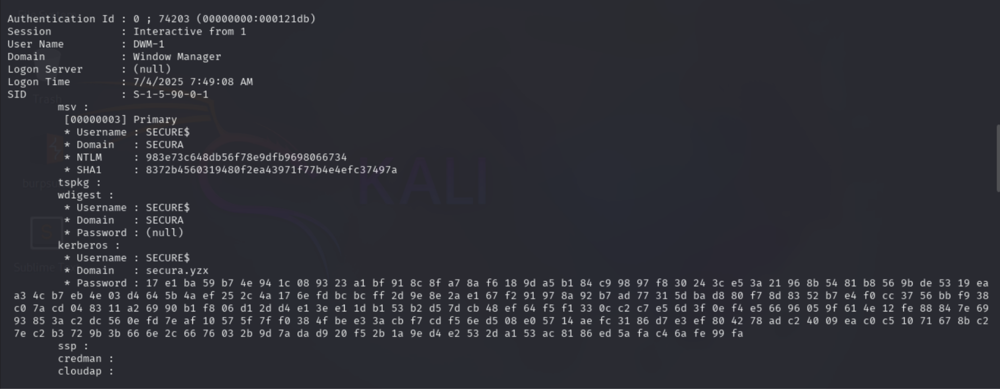 Authentication Id : 0 ; 74203 (00000000:000121db)
Session           : Interactive from 1
User Name         : DWM-1
Domain            : Window Manager
Logon Server      : (null)
Logon Time        : 7/4/2025 7:49:08 AM
SID               : S-1-5-90-0-1
        msv :
         [00000003] Primary
         * Username : SECURE$
         * Domain   : SECURA
         * NTLM     : 983e73c648db56f78e9dfb9698066734
         * SHA1     : 8372b4560319480f2ea43971f77b4e4efc37497a
        tspkg :
        wdigest :
         * Username : SECURE$
         * Domain   : SECURA
         * Password : (null)
        kerberos :
         * Username : SECURE$
         * Domain   : secura.yzx
         * Password : 17 e1 ba 59 b7 4e 94 1c 08 93 23 a1 bf 91 8c 8f a7 8a f6 18 9d a5 b1 84 c9 98 97 f8 30 24 3c e5 3a 21 96 8b 54 81 b8 56 9b de 53 19 ea
 a3 4c b7 eb 4e 03 d4 64 5b 4a ef 25 2c 4a 17 6e fd bc bc ff 2d 9e 8e 2a e1 67 f2 91 97 8a 92 b7 ad 77 31 5d ba d8 80 f7 8d 83 52 b7 e4 f0 cc 37 56 bb f9 38
 c0 7a cd 04 83 11 a2 69 90 b1 f8 06 d1 2d d4 e1 3e e1 1d b1 53 b2 d5 7d cb 48 ef 64 f5 f1 33 0c c2 c7 e5 6d 3f 0e f4 e5 66 96 05 9f 61 4e 12 fe 88 84 7e 69
 93 85 3a c2 dc 56 0e fd 7e af 10 57 5f 7f f0 38 4f be e3 3a cb f7 cd f5 6e d5 08 e0 57 14 ae fc 31 86 d7 e3 ef 80 42 78 ad c2 40 09 ea c0 c5 10 71 67 8b c2
 7e c2 b3 72 9b 3b 66 6e 2c 66 76 03 2b 9d 7a da d9 20 f5 2b 1a 9e d4 e2 53 2d a1 53 ac 81 86 ed 5a fa c4 6a fe 99 fa
        ssp :
        credman :
        cloudap :
File System
Trash
KALI
Sublime